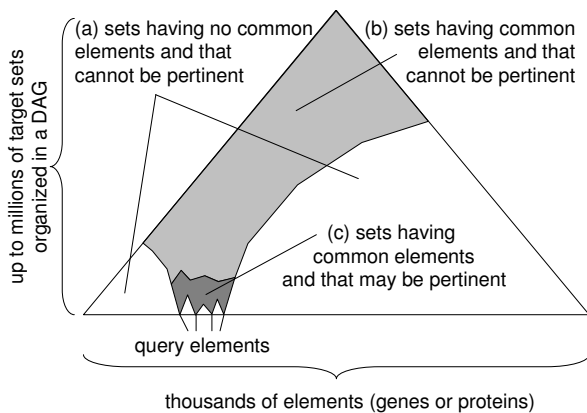 (a) sets having no common
elements and that
cannot be pertinent
(b) sets having common
elements and that
cannot be pertinent
up to millions of target sets
organized in a DAG
(c) sets having
common elements
and that may be pertinent
query elements
thousands of elements (genes or proteins)